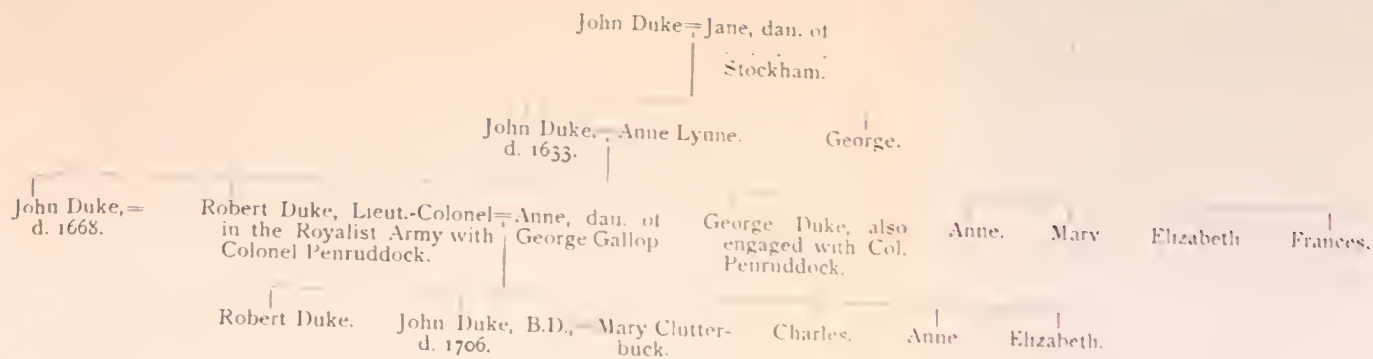 John Duke=Jane, dau. of
Stockham.
John Duke.=Anne Lynne. George.
d. 1633.
John Duke,= Robert Duke, Lieut.-Colonel=Anne, dau. of George Duke, also Anne. Mary Elizabeth Frances.
d. 1668. in the Royalist Army with George Gallop engaged with Col.
Colonel Penruddock. Penruddock.
Robert Duke. John Duke, B.D.,=Mary Clutter- Charles. Anne Elizabeth.
d. 1706. buck.